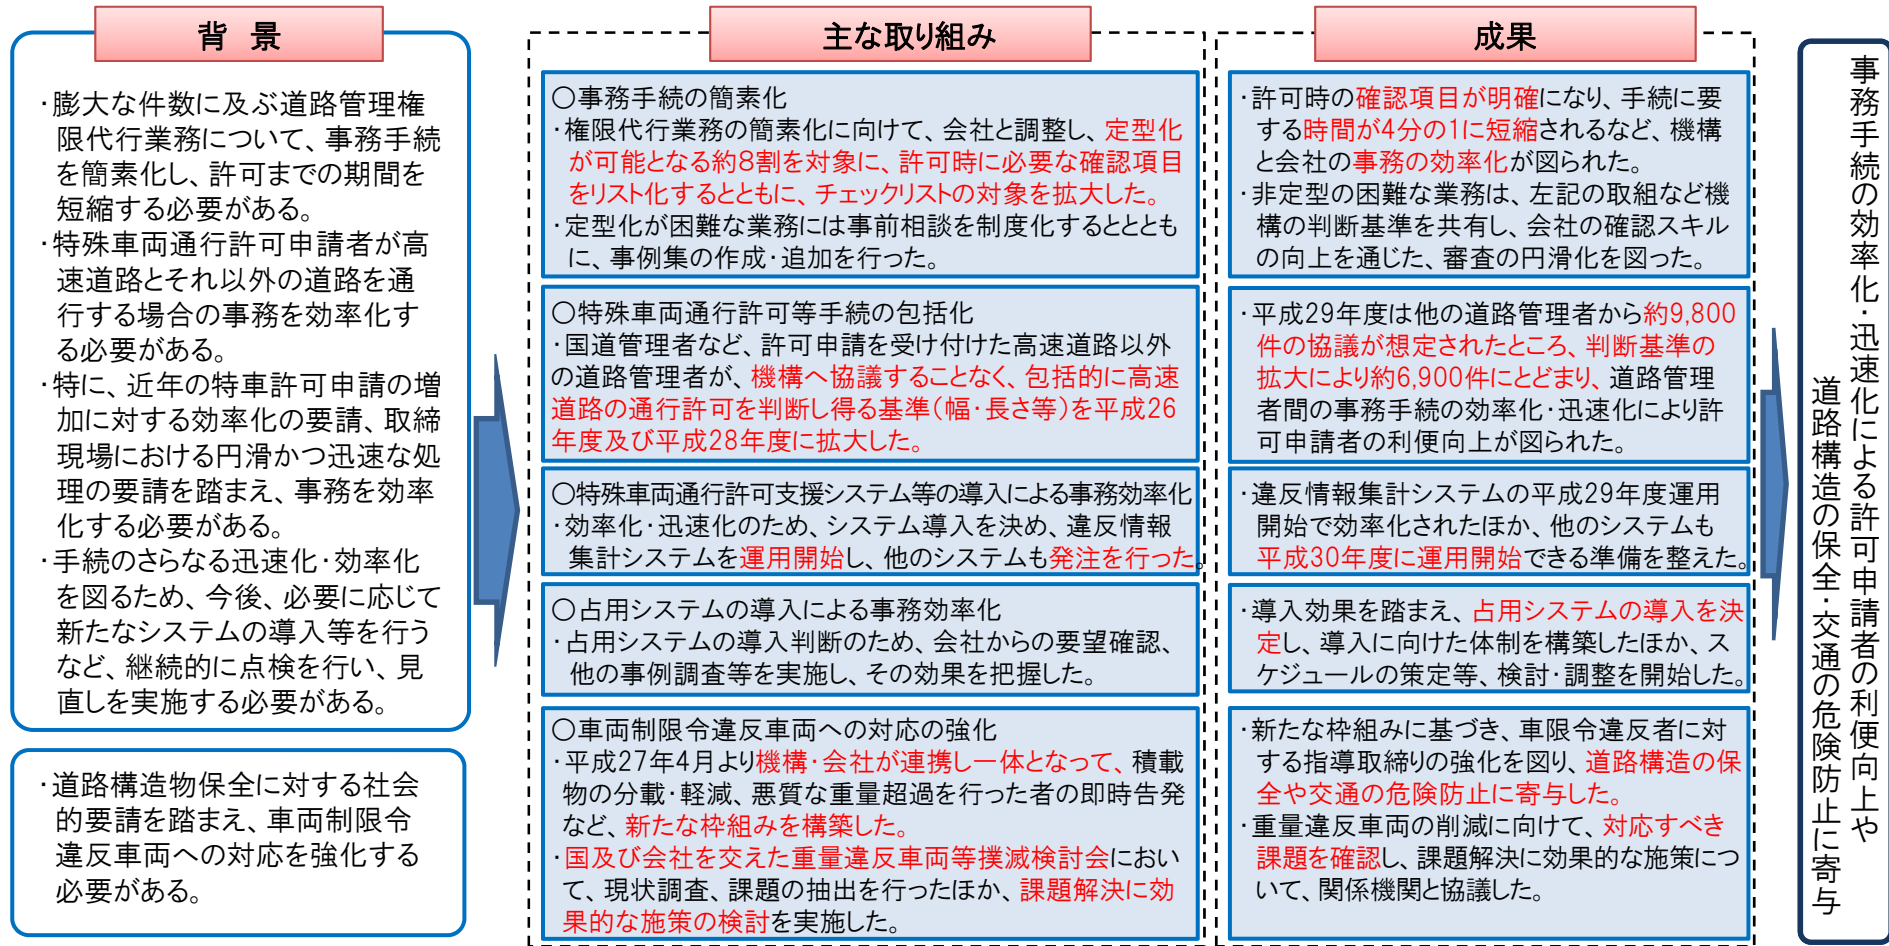 背 景
・膨大な件数に及ぶ道路管理権
限代行業務について、事務手続
を簡素化し、許可までの期間を
短縮する必要がある。
・特殊車両通行許可申請者が高
速道路とそれ以外の道路を通
行する場合の事務を効率化す
る必要がある。
・特に、近年の特車許可申請の増
加に対する効率化の要請、取締
現場における円滑かつ迅速な処
理の要請を踏まえ、事務を効率
化する必要がある。
・手続のさらなる迅速化・効率化
を図るため、今後、必要に応じて
新たなシステムの導入等を行う
など、継続的に点検を行い、見
直しを実施する必要がある。
・道路構造物保全に対する社会
的要請を踏まえ、車両制限令
違反車両への対応を強化する
必要がある。
主な取り組み
〇事務手続の簡素化
・権限代行業務の簡素化に向けて、会社と調整し、定型化
が可能となる約8割を対象に、許可時に必要な確認項目
をリスト化するとともに、チェックリストの対象を拡大した。
・定型化が困難な業務には事前相談を制度化するととも
に、事例集の作成・追加を行った。
〇特殊車両通行許可等手続の包括化
・国道管理者など、許可申請を受け付けた高速道路以外
の道路管理者が、機構へ協議することなく、包括的に高速
道路の通行許可を判断し得る基準(幅・長さ等)を平成26
年度及び平成28年度に拡大した。
〇特殊車両通行許可支援システム等の導入による事務効率化
・効率化・迅速化のため、システム導入を決め、違反情報
集計システムを運用開始し、他のシステムも発注を行った。
〇占用システムの導入による事務効率化
・占用システムの導入判断のため、会社からの要望確認、
他の事例調査等を実施し、その効果を把握した。
〇車両制限令違反車両への対応の強化
・平成27年4月より機構・会社が連携し一体となって、積載
物の分載・軽減、悪質な重量超過を行った者の即時告発
など、新たな枠組みを構築した。
・国及び会社を交えた重量違反車両等撲滅検討会におい
て、現状調査、課題の抽出を行ったほか、課題解決に効
果的な施策の検討を実施した。
成果
・許可時の確認項目が明確になり、手続に要
する時間が4分の1に短縮されるなど、機構
と会社の事務の効率化が図られた。
・非定型の困難な業務は、左記の取組など機
構の判断基準を共有し、会社の確認スキル
の向上を通じた、審査の円滑化を図った。
・平成29年度は他の道路管理者から約9,800
件の協議が想定されたところ、判断基準の
拡大により約6,900件にとどまり、道路管理
者間の事務手続の効率化・迅速化により許
可申請者の利便向上が図られた。
・違反情報集計システムの平成29年度運用
開始で効率化されたほか、他のシステムも
平成30年度に運用開始できる準備を整えた。
・導入効果を踏まえ、占用システムの導入を決
定し、導入に向けた体制を構築したほか、ス
ケジュールの策定等、検討・調整を開始した。
・新たな枠組みに基づき、車限令違反者に対
する指導取締りの強化を図り、道路構造の保
全や交通の危険防止に寄与した。
・重量違反車両の削減に向けて、対応すべき
課題を確認し、課題解決に効果的な施策につ
いて、関係機関と協議した。
事務手続の効率化・迅速化による許可申請者の利便向上や
道路構造の保全・交通の危険防止に寄与